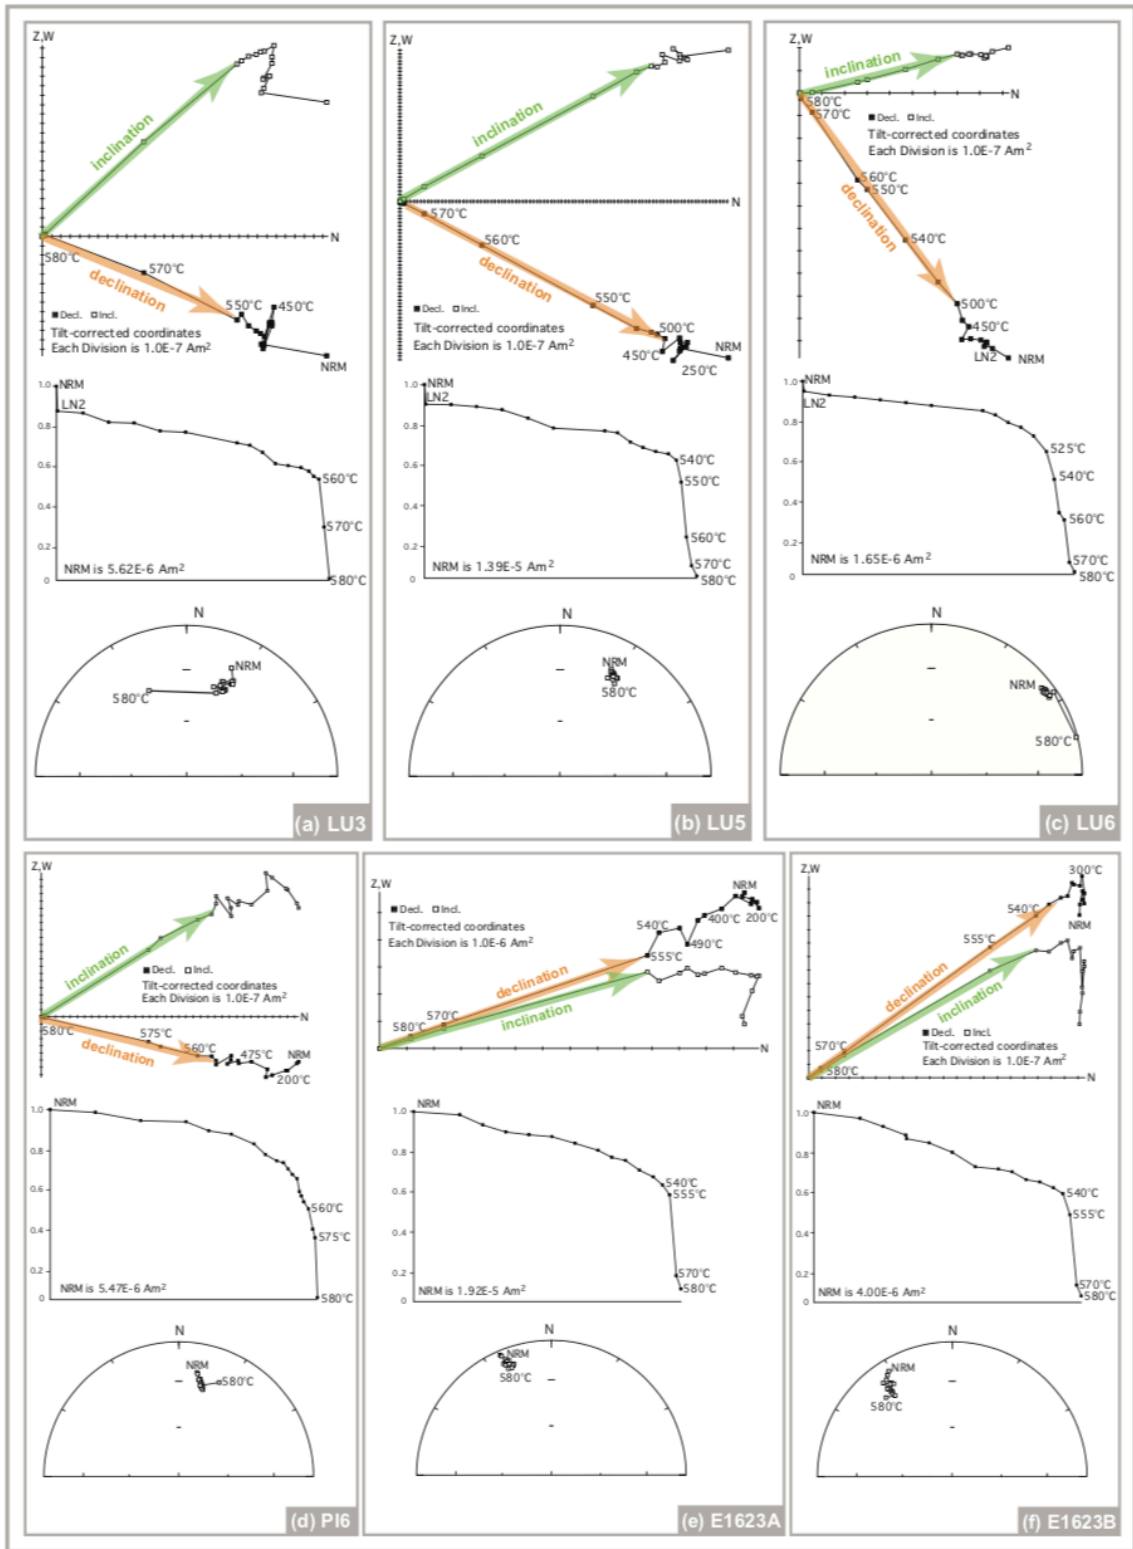 Z,W
inclination
N
580°C
570°C
declination
550°C
450°C
■ Decl. □ Incl.
Tilt-corrected coordinates
Each Division is 1.0E-7 Am²
NRM
1.0
NRM
LN2
0.8
0.6
560°C
0.4
570°C
0.2
NRM is 5.62E-6 Am²
0
580°C
N
NRM
580°C
(a) LU3
Z,W
inclination
N
570°C
560°C
declination
550°C
■ Decl. □ Incl.
500°C
Tilt-corrected coordinates
Each Division is 1.0E-7 Am²
450°C
NRM
250°C
1.0
NRM
LN2
0.8
0.6
540°C
550°C
0.4
560°C
0.2
NRM is 1.39E-5 Am²
570°C
0
580°C
N
NRM
580°C
(b) LU5
Z,W
inclination
N
580°C
570°C
■ Decl. □ Incl.
Tilt-corrected coordinates
Each Division is 1.0E-7 Am²
560°C
550°C
declination
540°C
500°C
450°C
LN2
NRM
1.0
NRM
LN2
0.8
0.6
525°C
540°C
0.4
560°C
0.2
NRM is 1.65E-6 Am²
570°C
0
580°C
N
NRM
580°C
(c) LU6
Z,W
inclination
■ Decl. □ Incl.
Tilt-corrected coordinates
Each Division is 1.0E-7 Am²
N
580°C
575°C
560°C
declination
475°C
NRM
200°C
1.0
NRM
0.8
0.6
560°C
0.4
575°C
0.2
NRM is 5.47E-6 Am²
0
580°C
N
NRM
580°C
(d) PI6
Z,W
■ Decl. □ Incl.
Tilt-corrected coordinates
Each Division is 1.0E-6 Am²
NRM
540°C
400°C
200°C
490°C
555°C
declination
inclination
570°C
580°C
N
1.0
NRM
0.8
0.6
540°C
555°C
0.4
0.2
570°C
NRM is 1.92E-5 Am²
580°C
0
N
NRM
580°C
(e) E1623A
Z,W
300°C
540°C
NRM
555°C
declination
inclination
570°C
■ Decl. □ Incl.
Tilt-corrected coordinates
Each Division is 1.0E-7 Am²
580°C
N
1.0
NRM
0.8
0.6
540°C
555°C
0.4
0.2
570°C
NRM is 4.00E-6 Am²
580°C
0
N
NRM
580°C
(f) E1623B